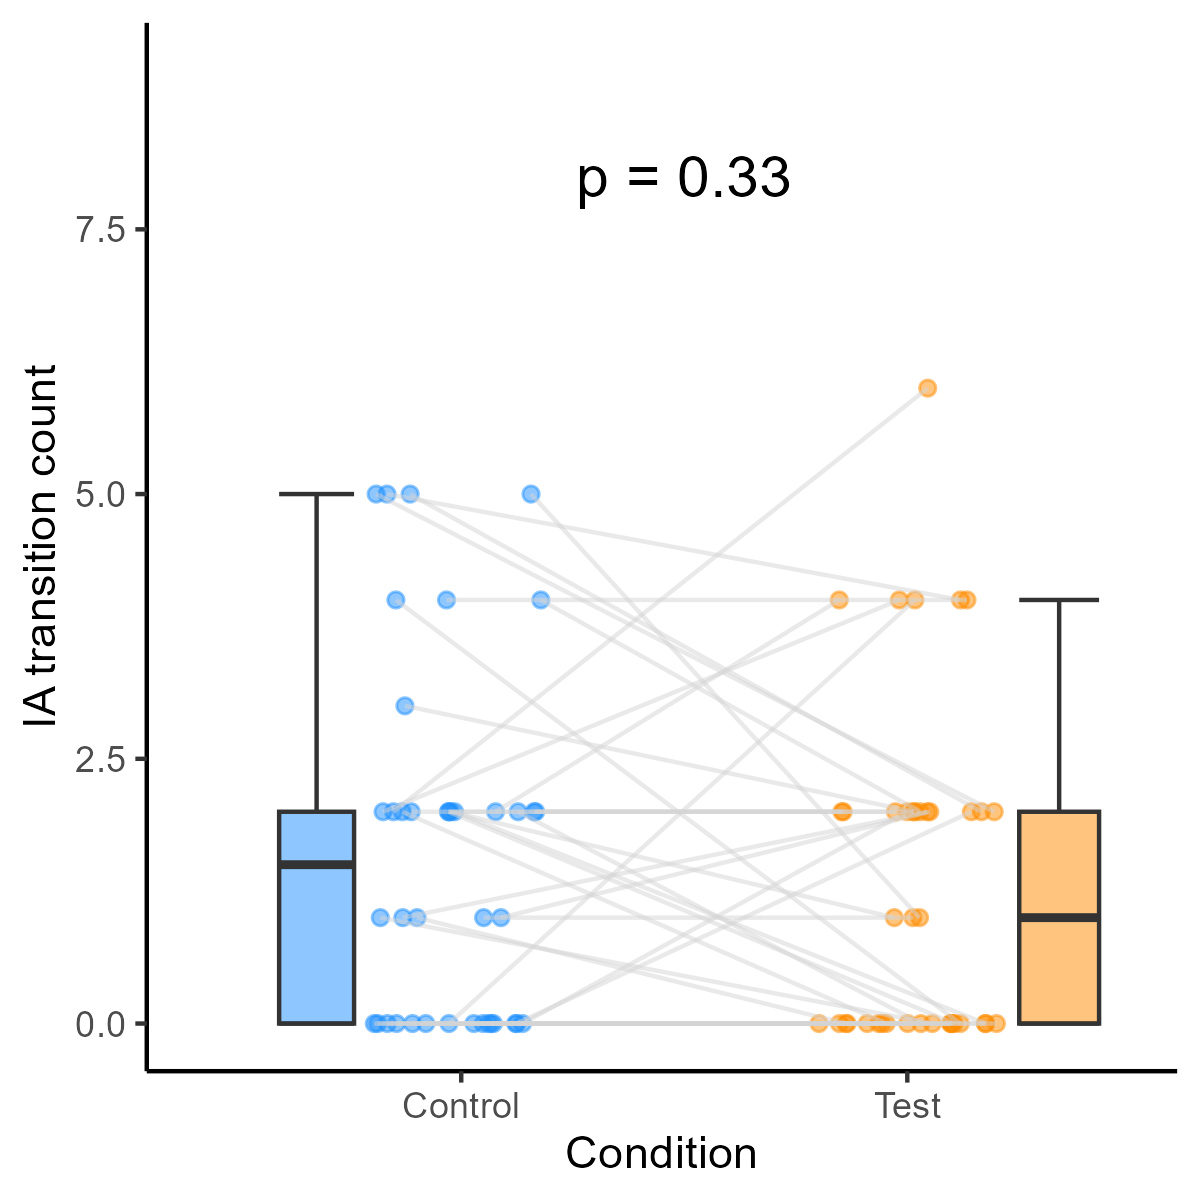 p = 0.33
7.5
5.0
2.5
0.0
IA transition count
Control
Test
Condition